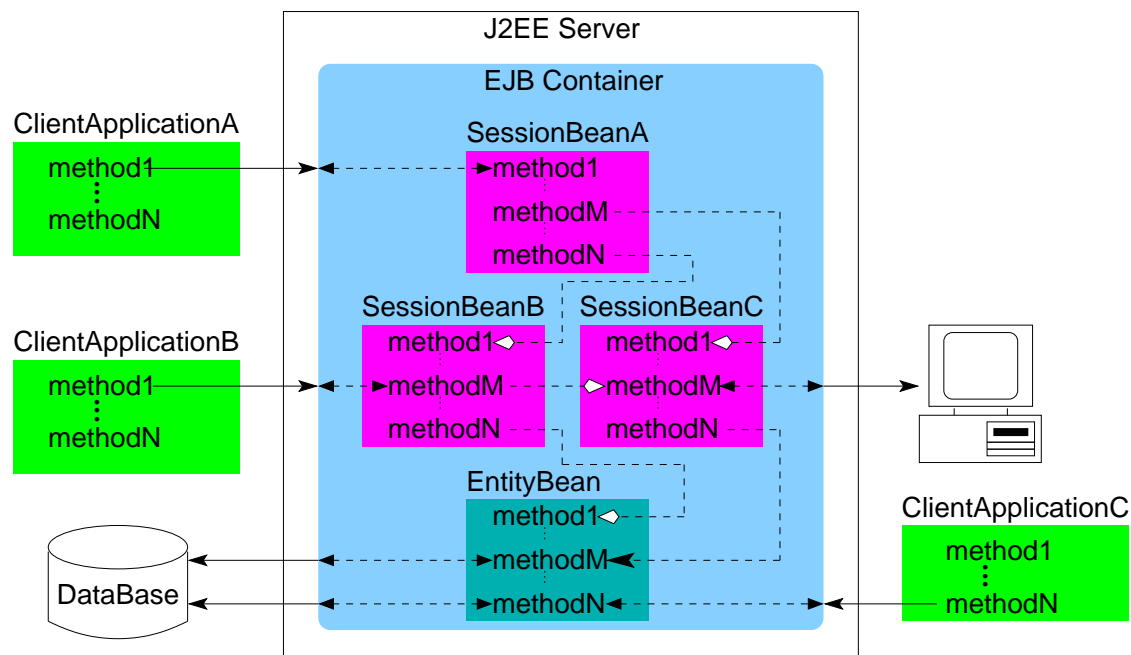 J2EE Server
EJB Container
ClientApplicationA
method1
methodN
SessionBeanA
method1
methodM
methodN
ClientApplicationB
method1
methodN
SessionBeanB
method1
methodM
methodN
SessionBeanC
method1
methodM
methodN
EntityBean
method1
methodM
methodN
DataBase
ClientApplicationC
method1
methodN